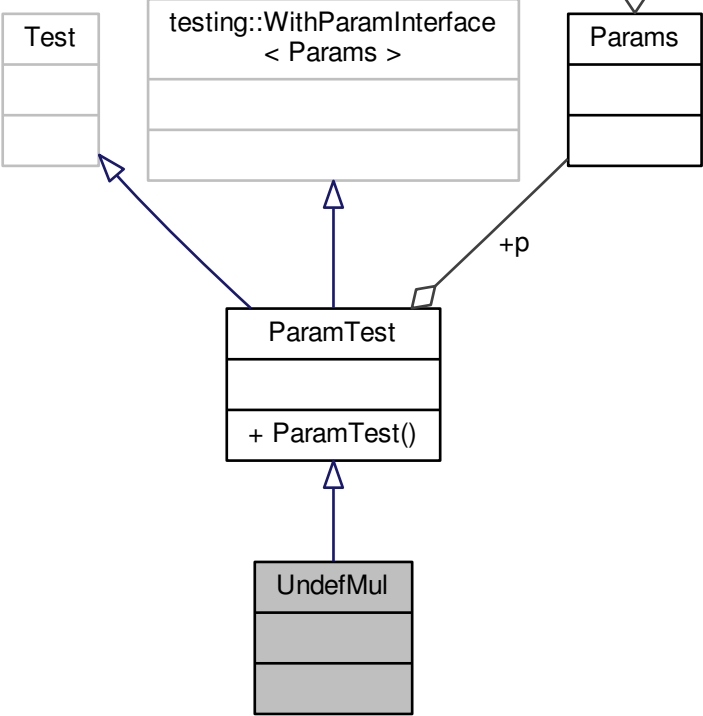 Test
testing::WithParamInterface
< Params >
Params
+p
ParamTest
+ ParamTest()
UndefMul